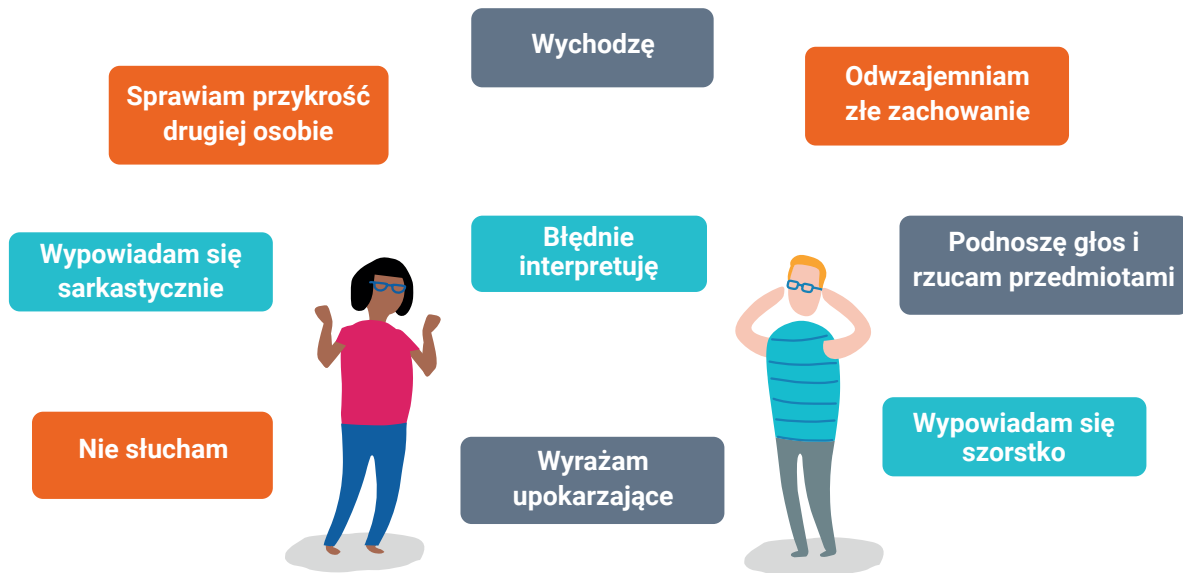 Wychodzę
Sprawiam przykrość
drugiej osobie
Odwzajemniam
złe zachowanie
Wypowiadam się
sarkastycznie
Błędnie
interpretuję
Podnoszę głos i
rzucam przedmiotami
Nie słucham
Wyrażam
upokarzające
Wypowiadam się
szorstko